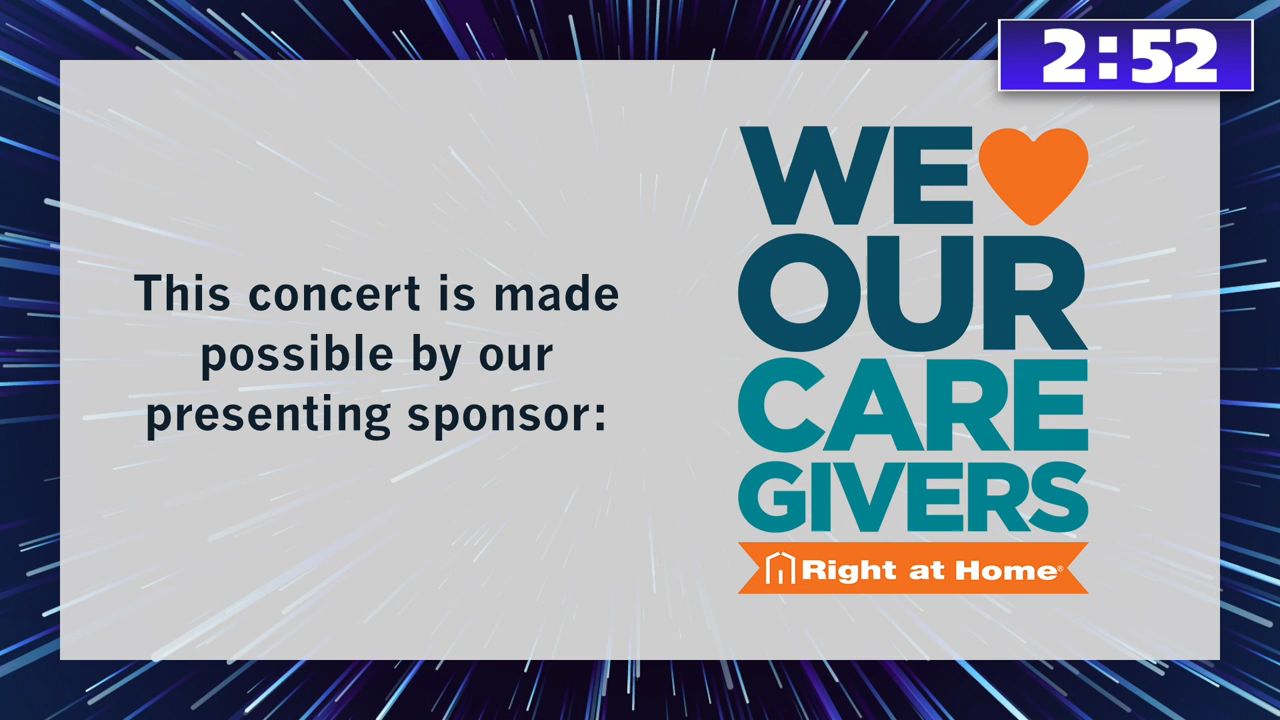 2:52
This concert is made
possible by our
presenting sponsor:
WE
OUR
CARE
GIVERS
Right at Home®